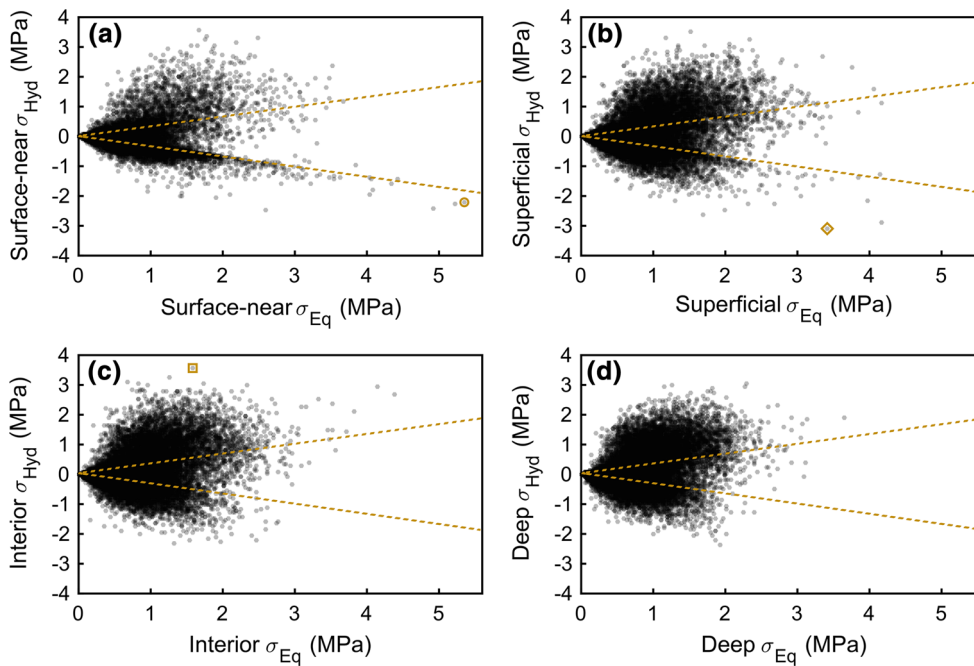 (a)
4
3
2
1
0
-1
-2
-3
-4
Surface-near σHyd (MPa)
0 1 2 3 4 5
Surface-near σEq (MPa)
(b)
4
3
2
1
0
-1
-2
-3
-4
Superficial σHyd (MPa)
0 1 2 3 4 5
Superficial σEq (MPa)
(c)
4
3
2
1
0
-1
-2
-3
-4
Interior σHyd (MPa)
0 1 2 3 4 5
Interior σEq (MPa)
(d)
4
3
2
1
0
-1
-2
-3
-4
Deep σHyd (MPa)
0 1 2 3 4 5
Deep σEq (MPa)